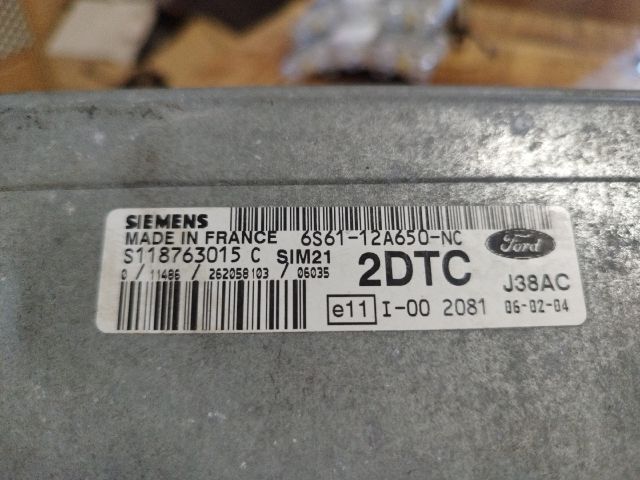 SIEMENS
MADE IN FRANCE 6S61-12A650-NC
S118763015 C SIM21 2DTC Ford
0 / 11486 / 262058103 / 06035 J38AC
e11 I-00 2081 06-02-04